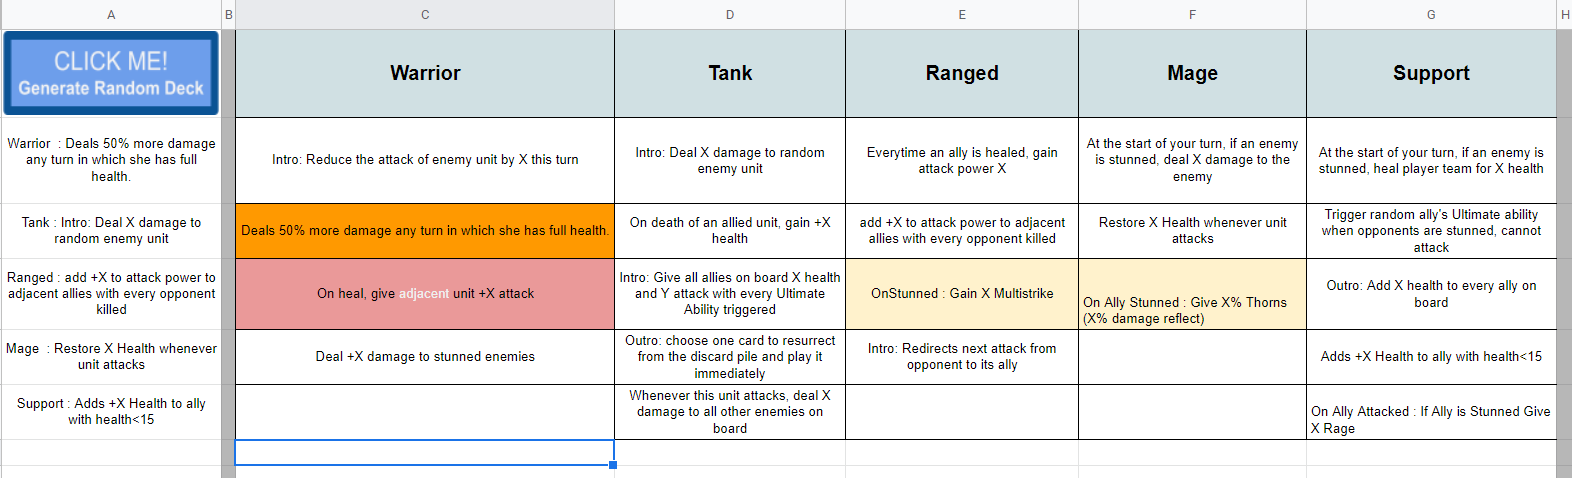 A B C D E F G H
CLICK ME!
Generate Random Deck
Warrior
Tank
Ranged
Mage
Support
Warrior : Deals 50% more damage
any turn in which she has full
health.
Intro: Reduce the attack of enemy unit by X this turn
Intro: Deal X damage to random
enemy unit
Everytime an ally is healed, gain
attack power X
At the start of your turn, if an enemy
is stunned, deal X damage to the
enemy
At the start of your turn, if an enemy is
stunned, heal player team for X health
Tank : Intro: Deal X damage to
random enemy unit
Deals 50% more damage any turn in which she has full health.
On death of an allied unit, gain +X
health
add +X to attack power to adjacent
allies with every opponent killed
Restore X Health whenever unit
attacks
Trigger random ally's Ultimate ability
when opponents are stunned, cannot
attack
Ranged : add +X to attack power to
adjacent allies with every opponent
killed
On heal, give adjacent unit +X attack
Intro: Give all allies on board X health
and Y attack with every Ultimate
Ability triggered
OnStunned : Gain X Multistrike
On Ally Stunned : Give X% Thorns
(X% damage reflect)
Outro: Add X health to every ally on
board
Mage : Restore X Health whenever
unit attacks
Deal +X damage to stunned enemies
Outro: choose one card to resurrect
from the discard pile and play it
immediately
Intro: Redirects next attack from
opponent to its ally
Adds +X Health to ally with health<15
Support : Adds +X Health to ally
with health<15
Whenever this unit attacks, deal X
damage to all other enemies on
board
On Ally Attacked : If Ally is Stunned Give
X Rage